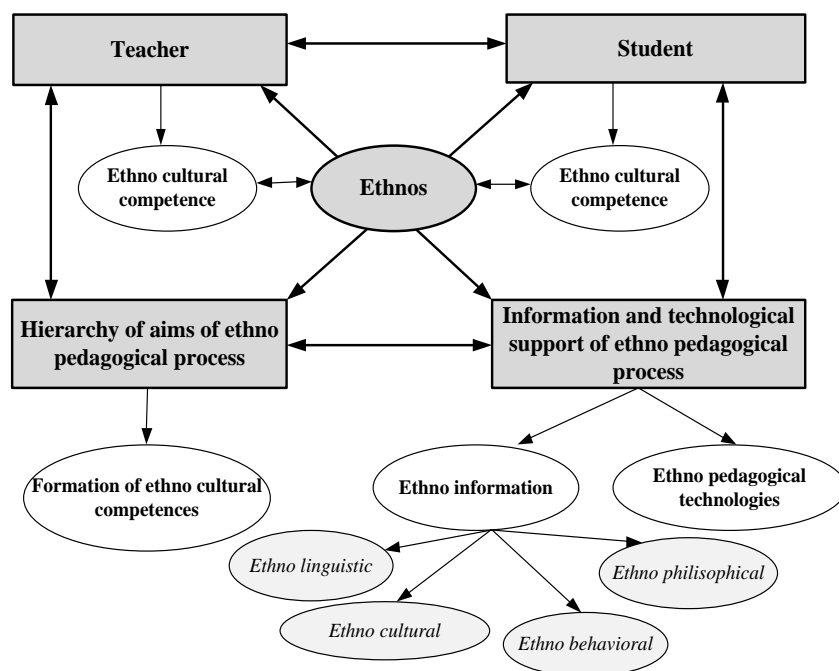 Teacher
Student
Ethno cultural
competence
Ethnos
Ethno cultural
competence
Hierarchy of aims of ethno
pedagogical process
Information and technological
support of ethno pedagogical
process
Formation of ethno cultural
competences
Ethno information
Ethno pedagogical
technologies
Ethno linguistic
Ethno philisophical
Ethno cultural
Ethno behavioral